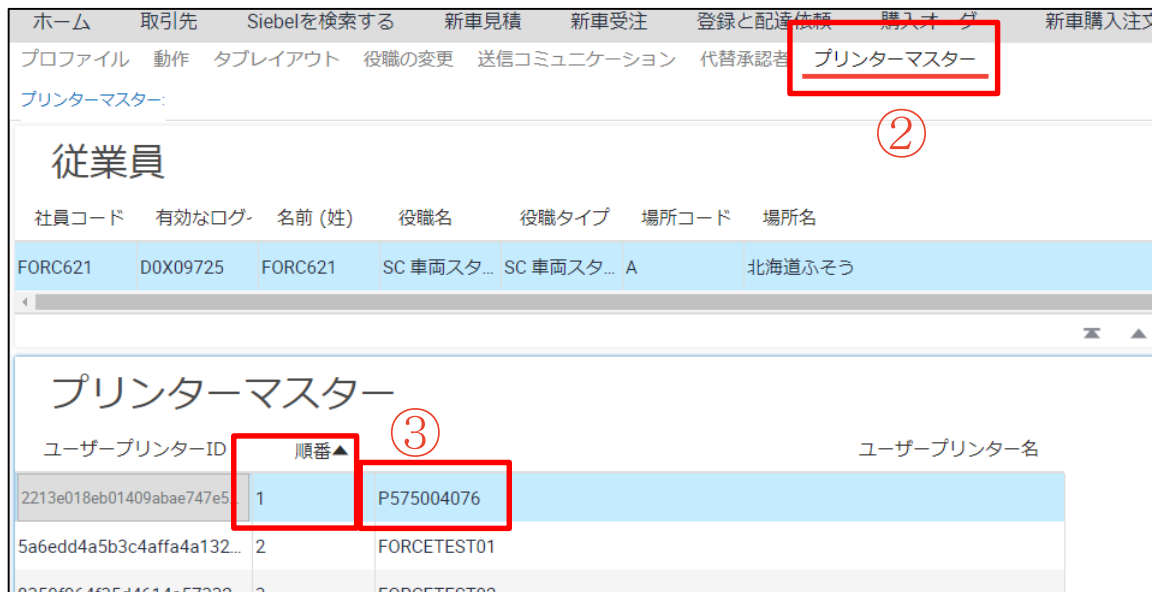 ホーム 取引先 Siebelを検索する 新車見積 新車受注 登録と配達依頼 新車購入注文
プロファイル 動作 タブレイアウト 役職の変更 送信コミュニケーション 代替承認者 プリンターマスター
プリンターマスター:
②
従業員
社員コード 有効なログ 名前 (姓) 役職名 役職タイプ 場所コード 場所名
FORC621 D0X09725 FORC621 SC 車両スタ... SC 車両スタ... A 北海道ふそう
プリンターマスター
③
ユーザープリンターID 順番▲ ユーザープリンター名
2213e018eb01409abae747e5... 1 P575004076
5a6edd4a5b3c4affa4a132... 2 FORCETEST01